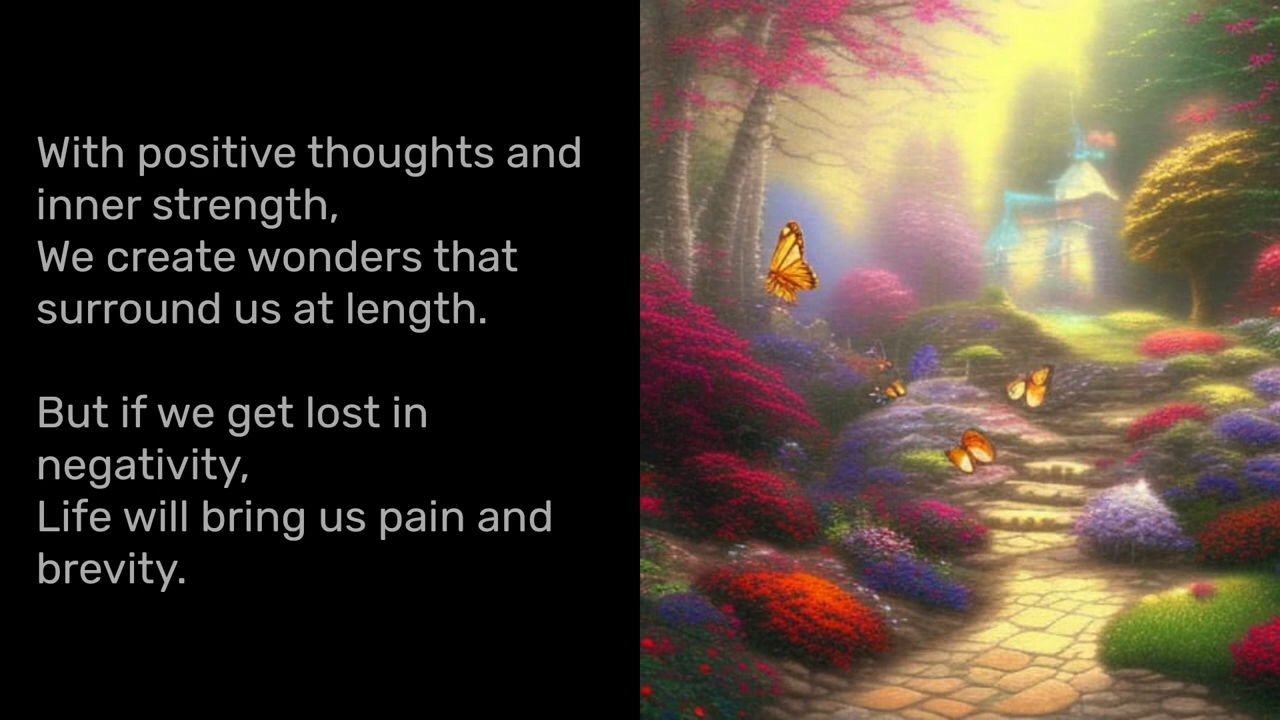 With positive thoughts and
inner strength,
We create wonders that
surround us at length.
But if we get lost in
negativity,
Life will bring us pain and
brevity.